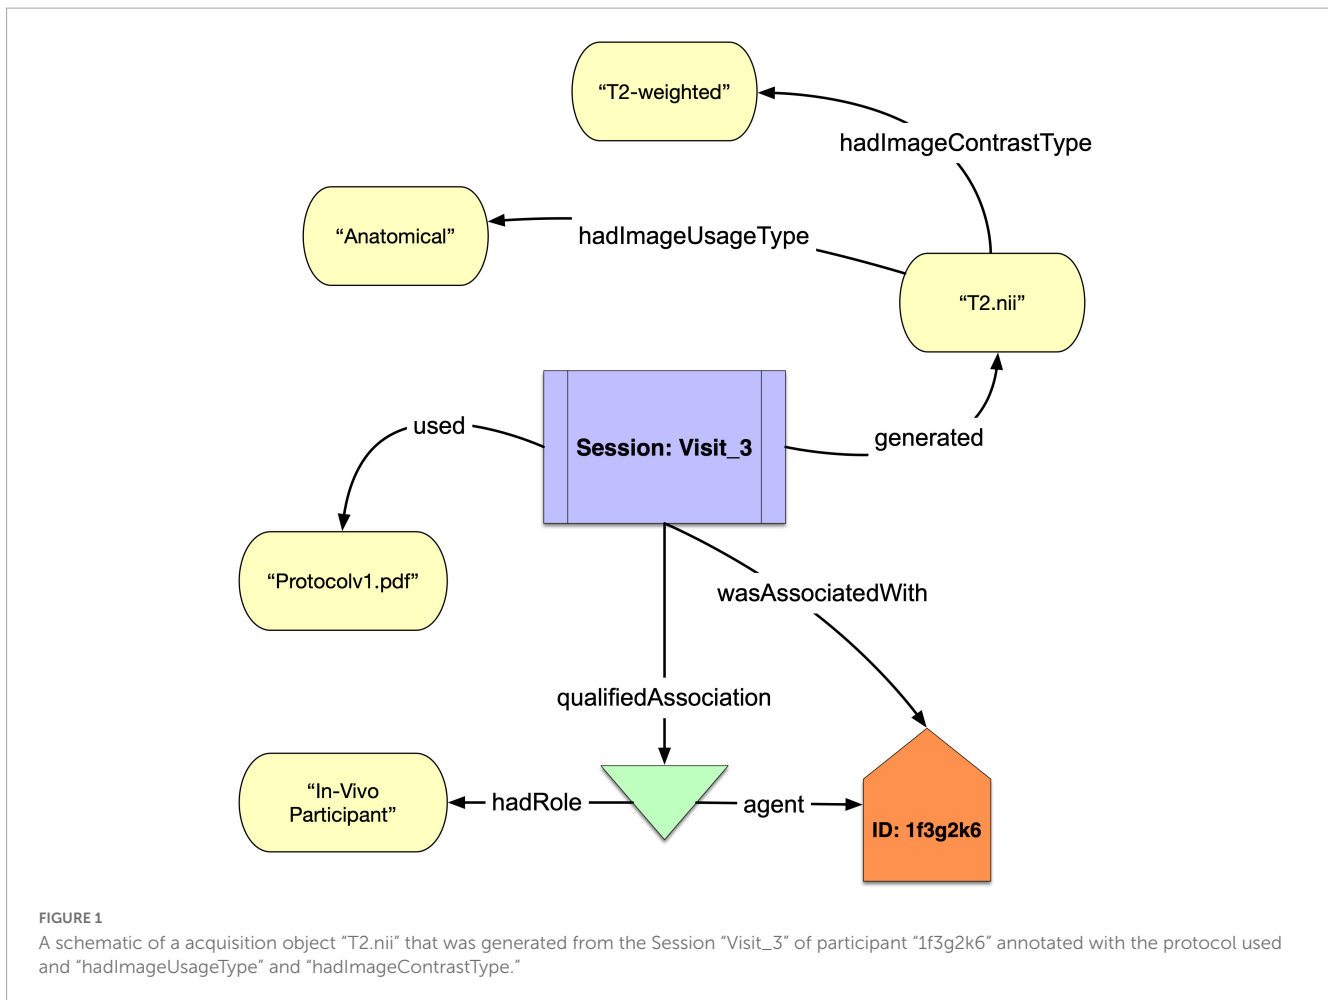 “T2-weighted”
hadImageContrastType
“Anatomical”
hadImageUsageType
“T2.nii”
used
Session: Visit_3
generated
“Protocolv1.pdf”
wasAssociatedWith
qualifiedAssociation
“In-Vivo
Participant”
hadRole
agent
ID: 1f3g2k6
FIGURE 1
A schematic of a acquisition object “T2.nii” that was generated from the Session “Visit_3” of participant “1f3g2k6” annotated with the protocol used
and “hadImageUsageType” and “hadImageContrastType.”